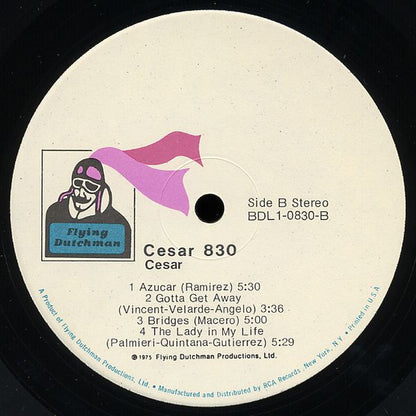 Flying
Dutchman
Side B Stereo
BDL1-0830-B
Cesar 830
Cesar
1 Azucar (Ramirez) 5:30
2 Gotta Get Away
(Vincent-Velarde-Angelo) 3:36
3 Bridges (Macero) 5:00
4 The Lady in My Life
(Palmieri-Quintana-Gutierrez) 5:29
℗ 1975 Flying Dutchman Productions, Ltd.
A Product of Flying Dutchman Productions, Ltd. • Manufactured and Distributed by RCA Records, New York, N.Y. • Printed in U.S.A